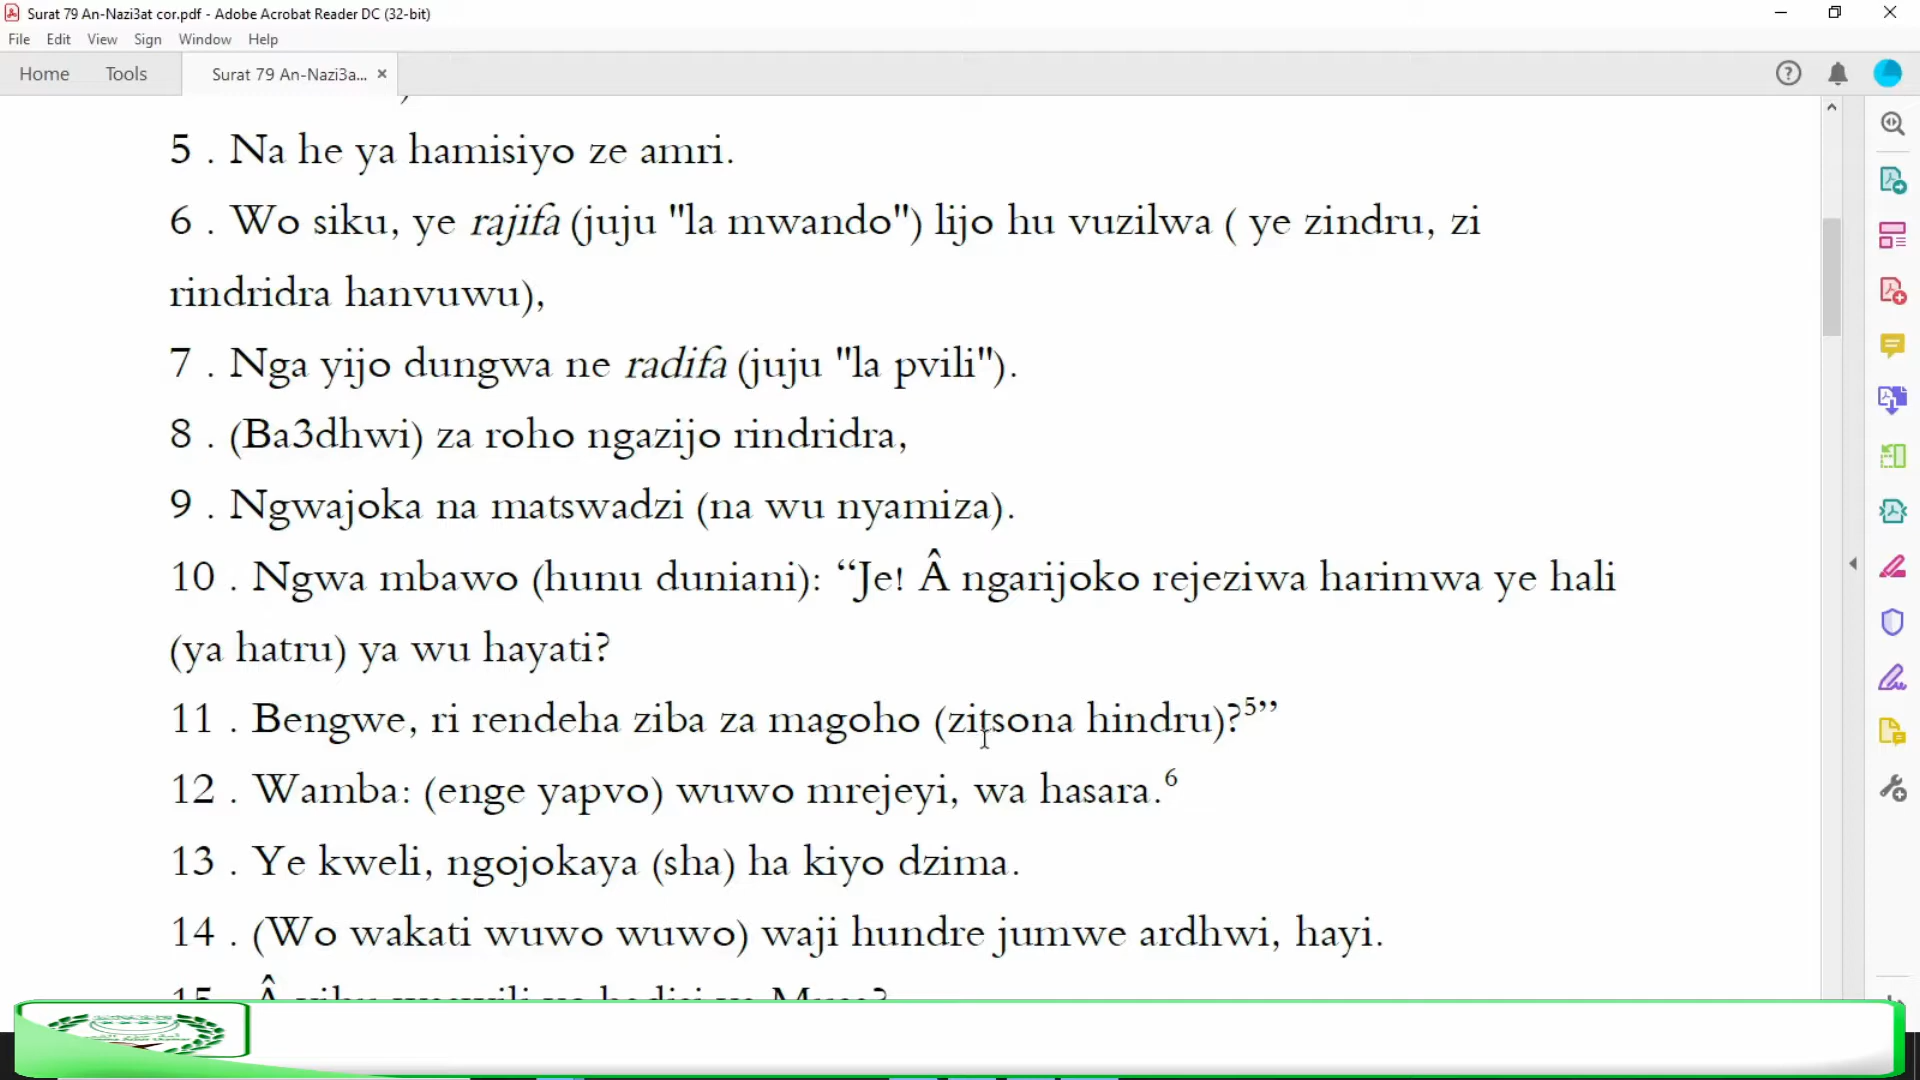 Surat 79 An-Nazi3at cor.pdf - Adobe Acrobat Reader DC (32-bit)
File Edit View Sign Window Help
Home Tools Surat 79 An-Nazi3a... ×
5 . Na he ya hamisiyo ze amri.
6 . Wo siku, ye rajifa (juju "la mwando") lijo hu vuzilwa ( ye zindru, zi
rindridra hanvuwu),
7 . Nga yijo dungwa ne radifa (juju "la pvili").
8 . (Ba3dhwi) za roho ngazijo rindridra,
9 . Ngwajoka na matswadzi (na wu nyamiza).
10 . Ngwa mbawo (hunu duniani): “Je! Â ngarijoko rejeziwa harimwa ye hali
(ya hatru) ya wu hayati?
11 . Bengwe, ri rendeha ziba za magoho (zitsona hindru)?⁵”
12 . Wamba: (enge yapvo) wuwo mrejeyi, wa hasara.⁶
13 . Ye kweli, ngojokaya (sha) ha kiyo dzima.
14 . (Wo wakati wuwo wuwo) waji hundre jumwe ardhwi, hayi.